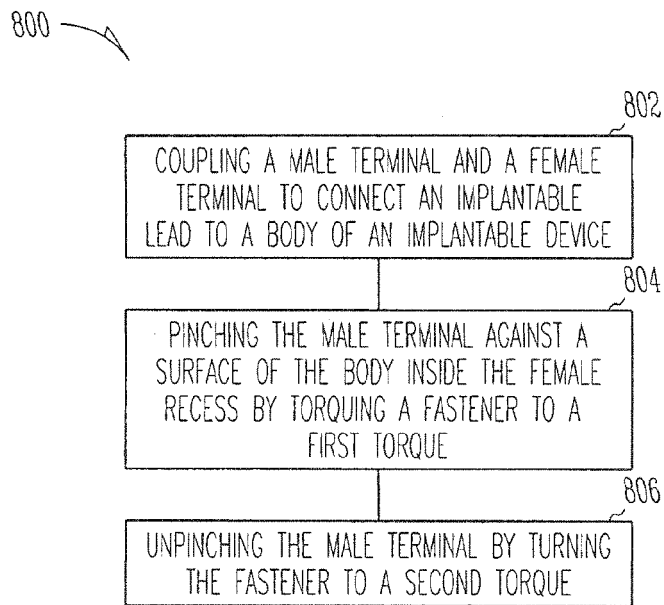 800
802
COUPLING A MALE TERMINAL AND A FEMALE
TERMINAL TO CONNECT AN IMPLANTABLE
LEAD TO A BODY OF AN IMPLANTABLE DEVICE
804
PINCHING THE MALE TERMINAL AGAINST A
SURFACE OF THE BODY INSIDE THE FEMALE
RECESS BY TORQUING A FASTENER TO A
FIRST TORQUE
806
UNPINCHING THE MALE TERMINAL BY TURNING
THE FASTENER TO A SECOND TORQUE